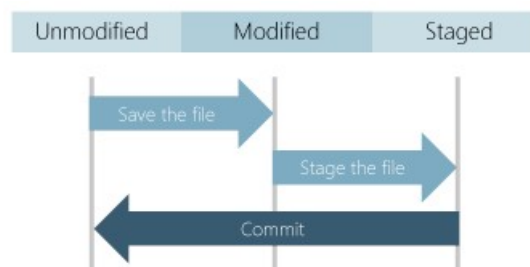 Unmodified Modified Staged
Save the file
Stage the file
Commit